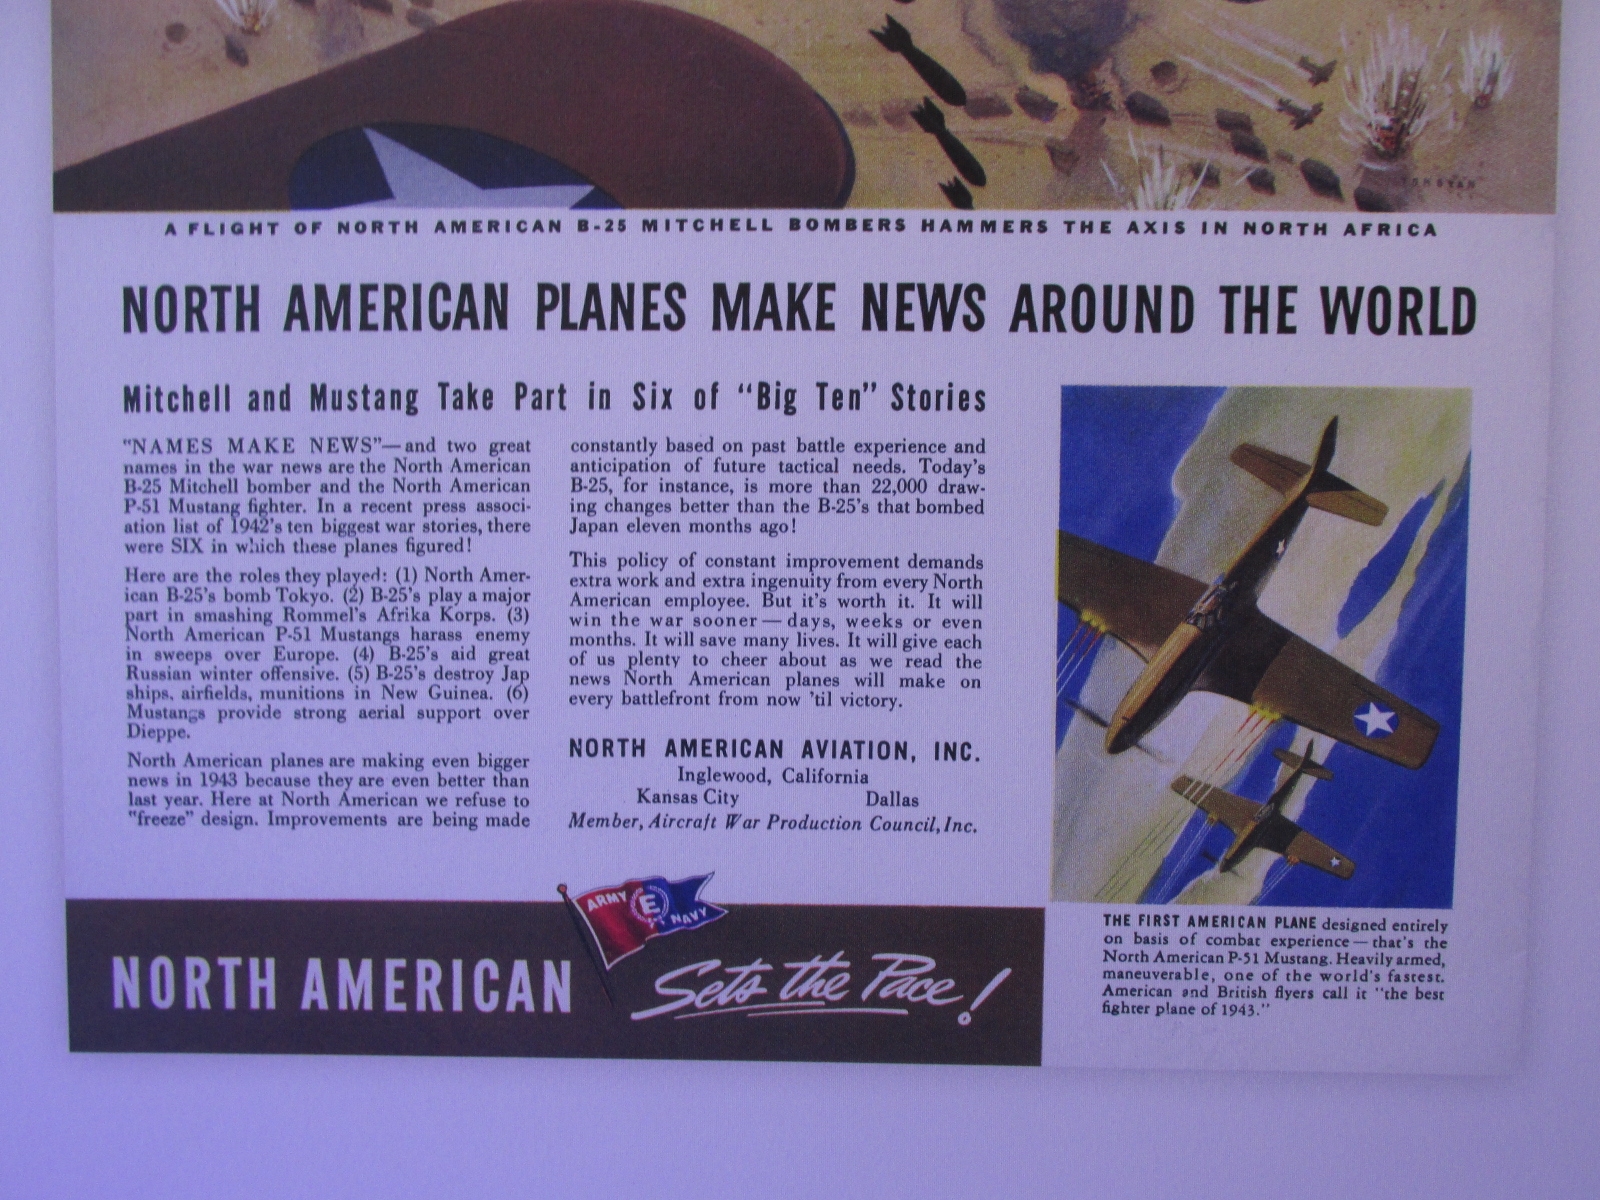 A FLIGHT OF NORTH AMERICAN B-25 MITCHELL BOMBERS HAMMERS THE AXIS IN NORTH AFRICA
NORTH AMERICAN PLANES MAKE NEWS AROUND THE WORLD
Mitchell and Mustang Take Part in Six of "Big Ten" Stories
"NAMES MAKE NEWS"—and two great
names in the war news are the North American
B-25 Mitchell bomber and the North American
P-51 Mustang fighter. In a recent press associ-
ation list of 1942's ten biggest war stories, there
were SIX in which these planes figured!
Here are the roles they played: (1) North Amer-
ican B-25's bomb Tokyo. (2) B-25's play a major
part in smashing Rommel's Afrika Korps. (3)
North American P-51 Mustangs harass enemy
in sweeps over Europe. (4) B-25's aid great
Russian winter offensive. (5) B-25's destroy Jap
ships, airfields, munitions in New Guinea. (6)
Mustangs provide strong aerial support over
Dieppe.
North American planes are making even bigger
news in 1943 because they are even better than
last year. Here at North American we refuse to
"freeze" design. Improvements are being made
constantly based on past battle experience and
anticipation of future tactical needs. Today's
B-25, for instance, is more than 22,000 draw-
ing changes better than the B-25's that bombed
Japan eleven months ago!
This policy of constant improvement demands
extra work and extra ingenuity from every North
American employee. But it's worth it. It will
win the war sooner—days, weeks or even
months. It will save many lives. It will give each
of us plenty to cheer about as we read the
news North American planes will make on
every battlefront from now 'til victory.
NORTH AMERICAN AVIATION, INC.
Inglewood, California
Kansas City Dallas
Member, Aircraft War Production Council, Inc.
THE FIRST AMERICAN PLANE designed entirely
on basis of combat experience—that's the
North American P-51 Mustang. Heavily armed,
maneuverable, one of the world's fastest.
American and British flyers call it "the best
fighter plane of 1943."
ARMY E NAVY
NORTH AMERICAN Sets the Pace!